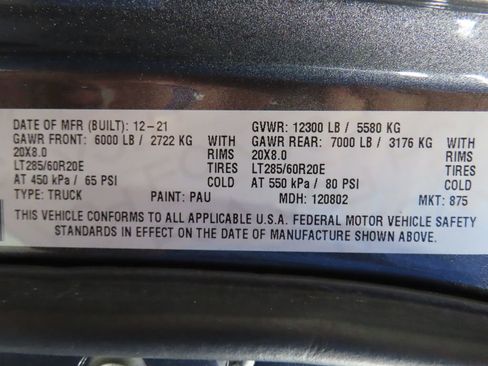 DATE OF MFR (BUILT): 12-21 GVWR: 12300 LB / 5580 KG
GAWR FRONT: 6000 LB / 2722 KG WITH GAWR REAR: 7000 LB / 3176 KG WITH
20X8.0 RIMS 20X8.0 RIMS
LT285/60R20E TIRES LT285/60R20E TIRES
AT 450 kPa / 65 PSI COLD AT 550 kPa / 80 PSI COLD
TYPE: TRUCK PAINT: PAU MDH: 120802 MKT: 875
THIS VEHICLE CONFORMS TO ALL APPLICABLE U.S.A. FEDERAL MOTOR VEHICLE SAFETY
STANDARDS IN EFFECT ON THE DATE OF MANUFACTURE SHOWN ABOVE.